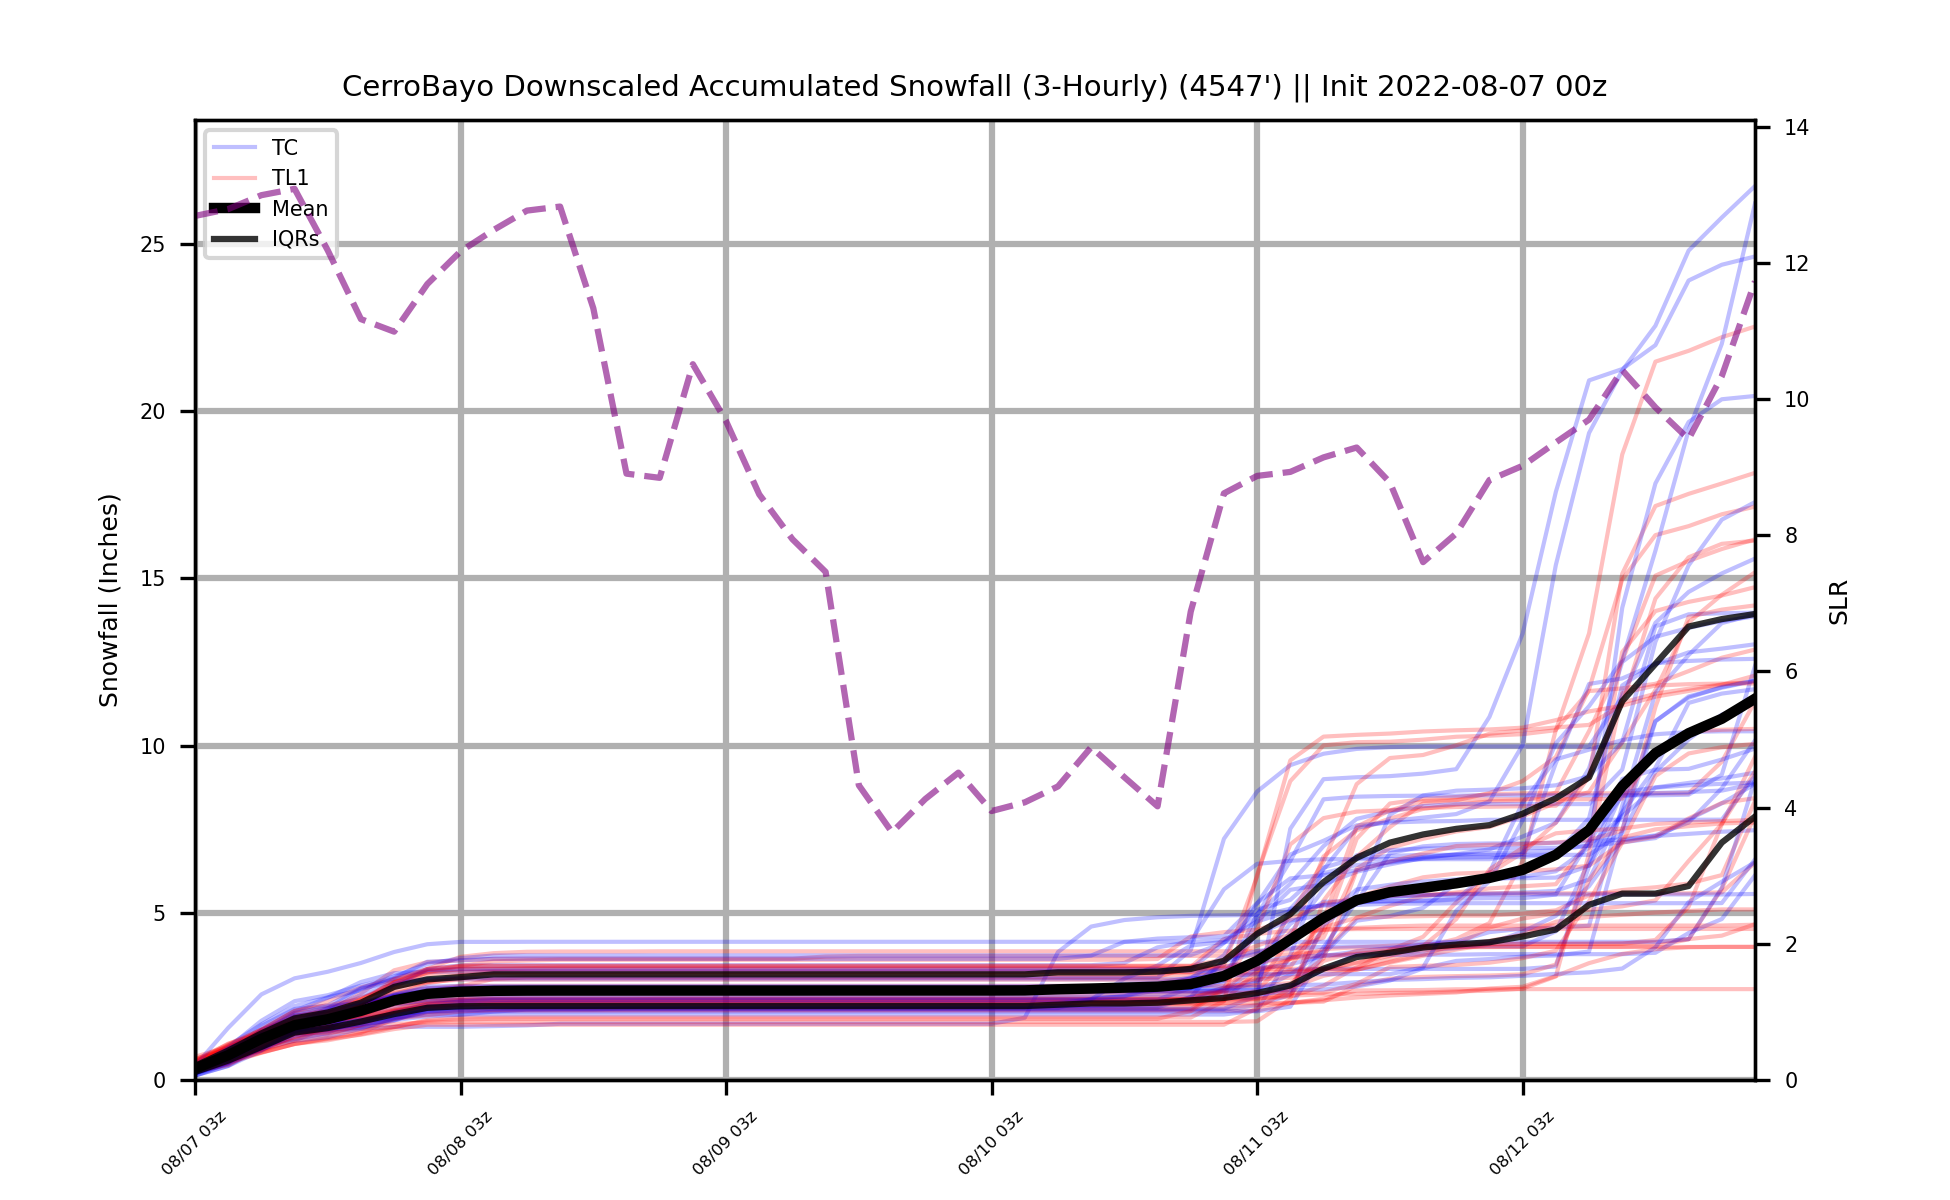 CerroBayo Downscaled Accumulated Snowfall (3-Hourly) (4547') || Init 2022-08-07 00z
TC
TL1
Mean
IQRs
Snowfall (Inches)
25
20
15
10
5
0
14
12
10
8
6
4
2
0
SLR
08/07 03z
08/08 03z
08/09 03z
08/10 03z
08/11 03z
08/12 03z